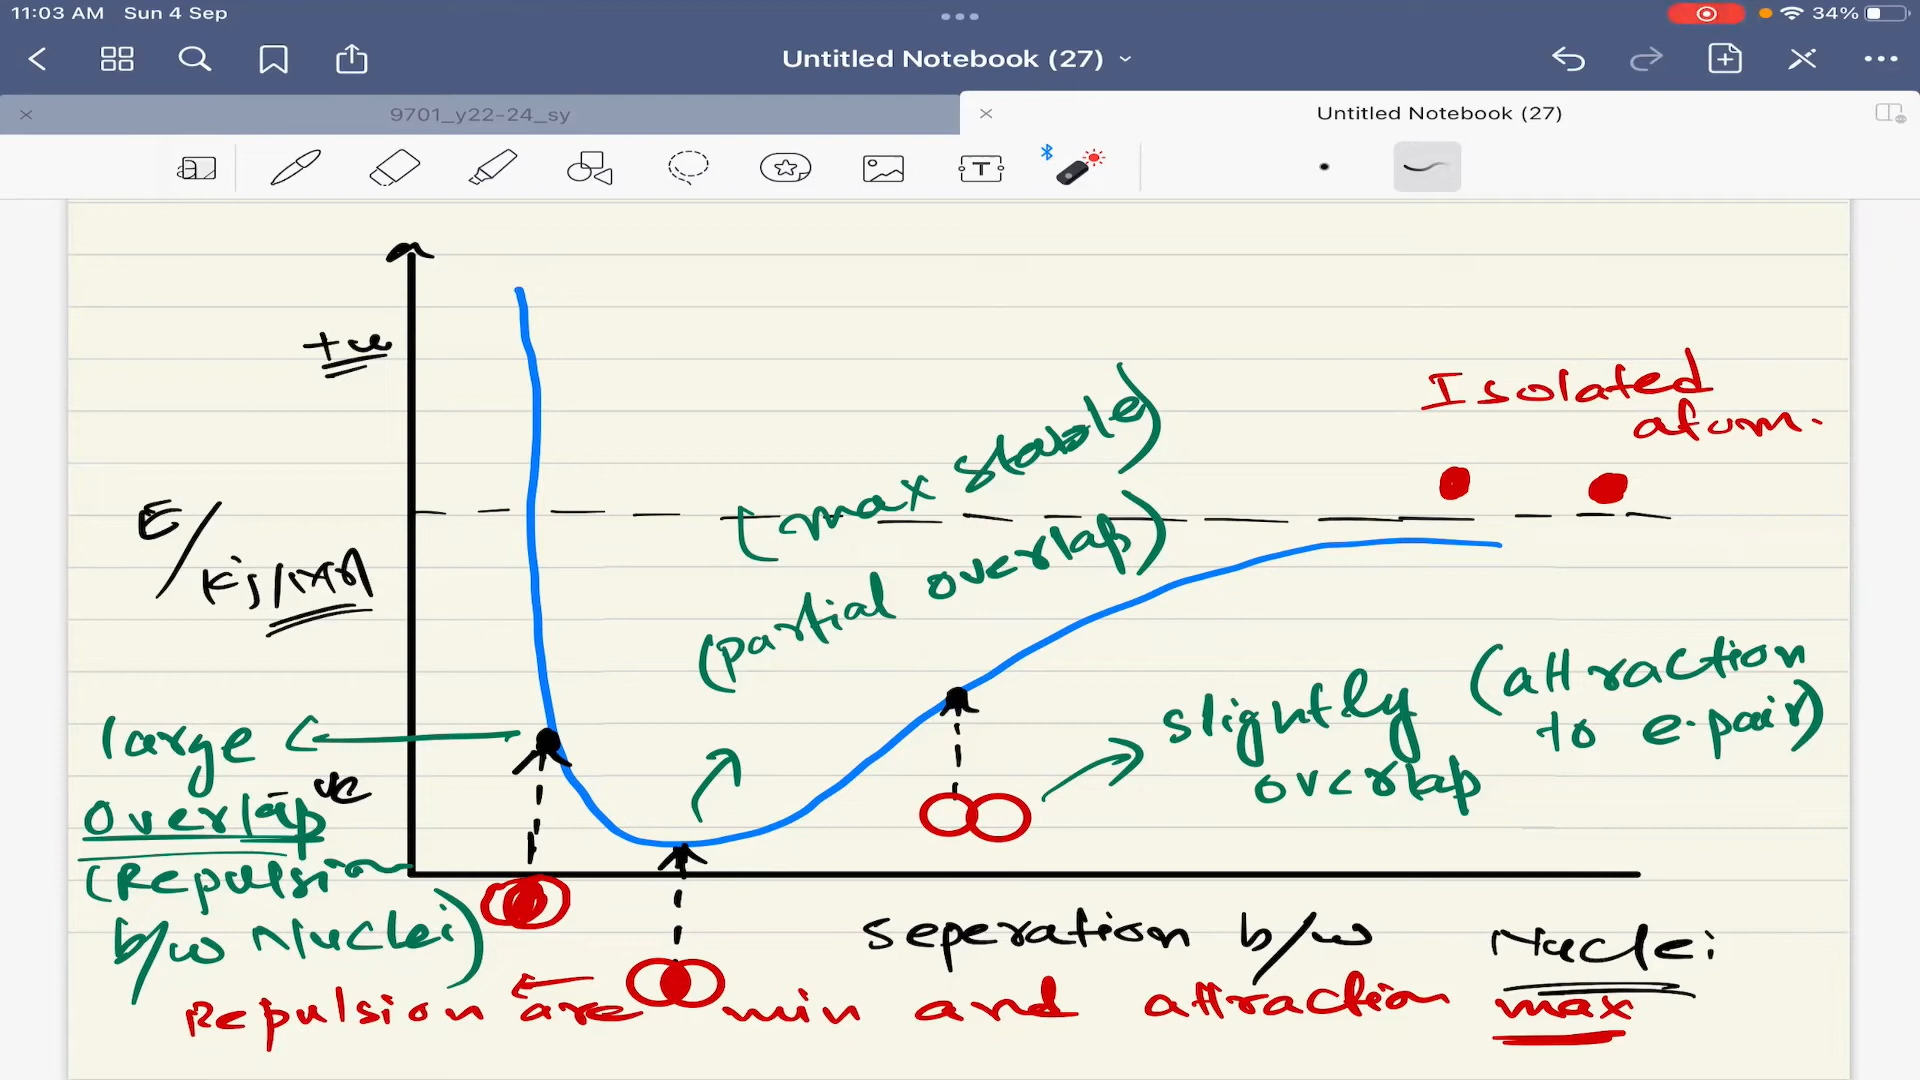 11:03 AM Sun 4 Sep
34%
Untitled Notebook (27)
9701_y22-24_sy
Untitled Notebook (27)
+ve
Isolated
atom.
(max stable)
(partial overlap)
E/
slightly
overlap
(attraction
to e.pair)
large
-ve
overlap
(Repulsion
b/w Nuclei)
seperation b/w Nuclei
Repulsion are min and attraction max